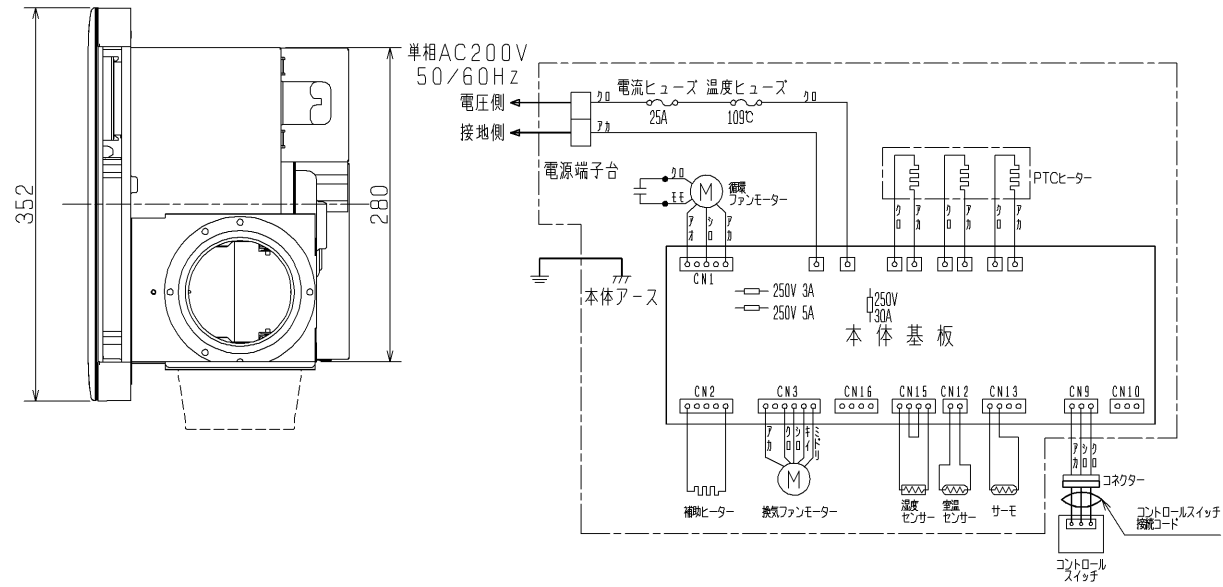 352
280
単相AC200V
50/60Hz
電圧側
接地側
電源端子台
クロ
アカ
電流ヒューズ
25A
温度ヒューズ
109℃
クロ
クロ
モモ
M
循環
ファンモーター
アオ
シロ
アカ
PTCヒーター
クロ
アカ
クロ
アカ
クロ
アカ
本体アース
CN1
250V 3A
250V 5A
250V
30A
本体基板
CN2
CN3
CN16
CN15
CN12
CN13
CN9
CN10
アカ
クロ
シロ
キイ
ミドリ
M
補助ヒーター
換気ファンモーター
湿度
センサー
室温
センサー
サーモ
アカ
シロ
クロ
コネクター
コントロールスイッチ
接続コード
コントロール
スイッチ